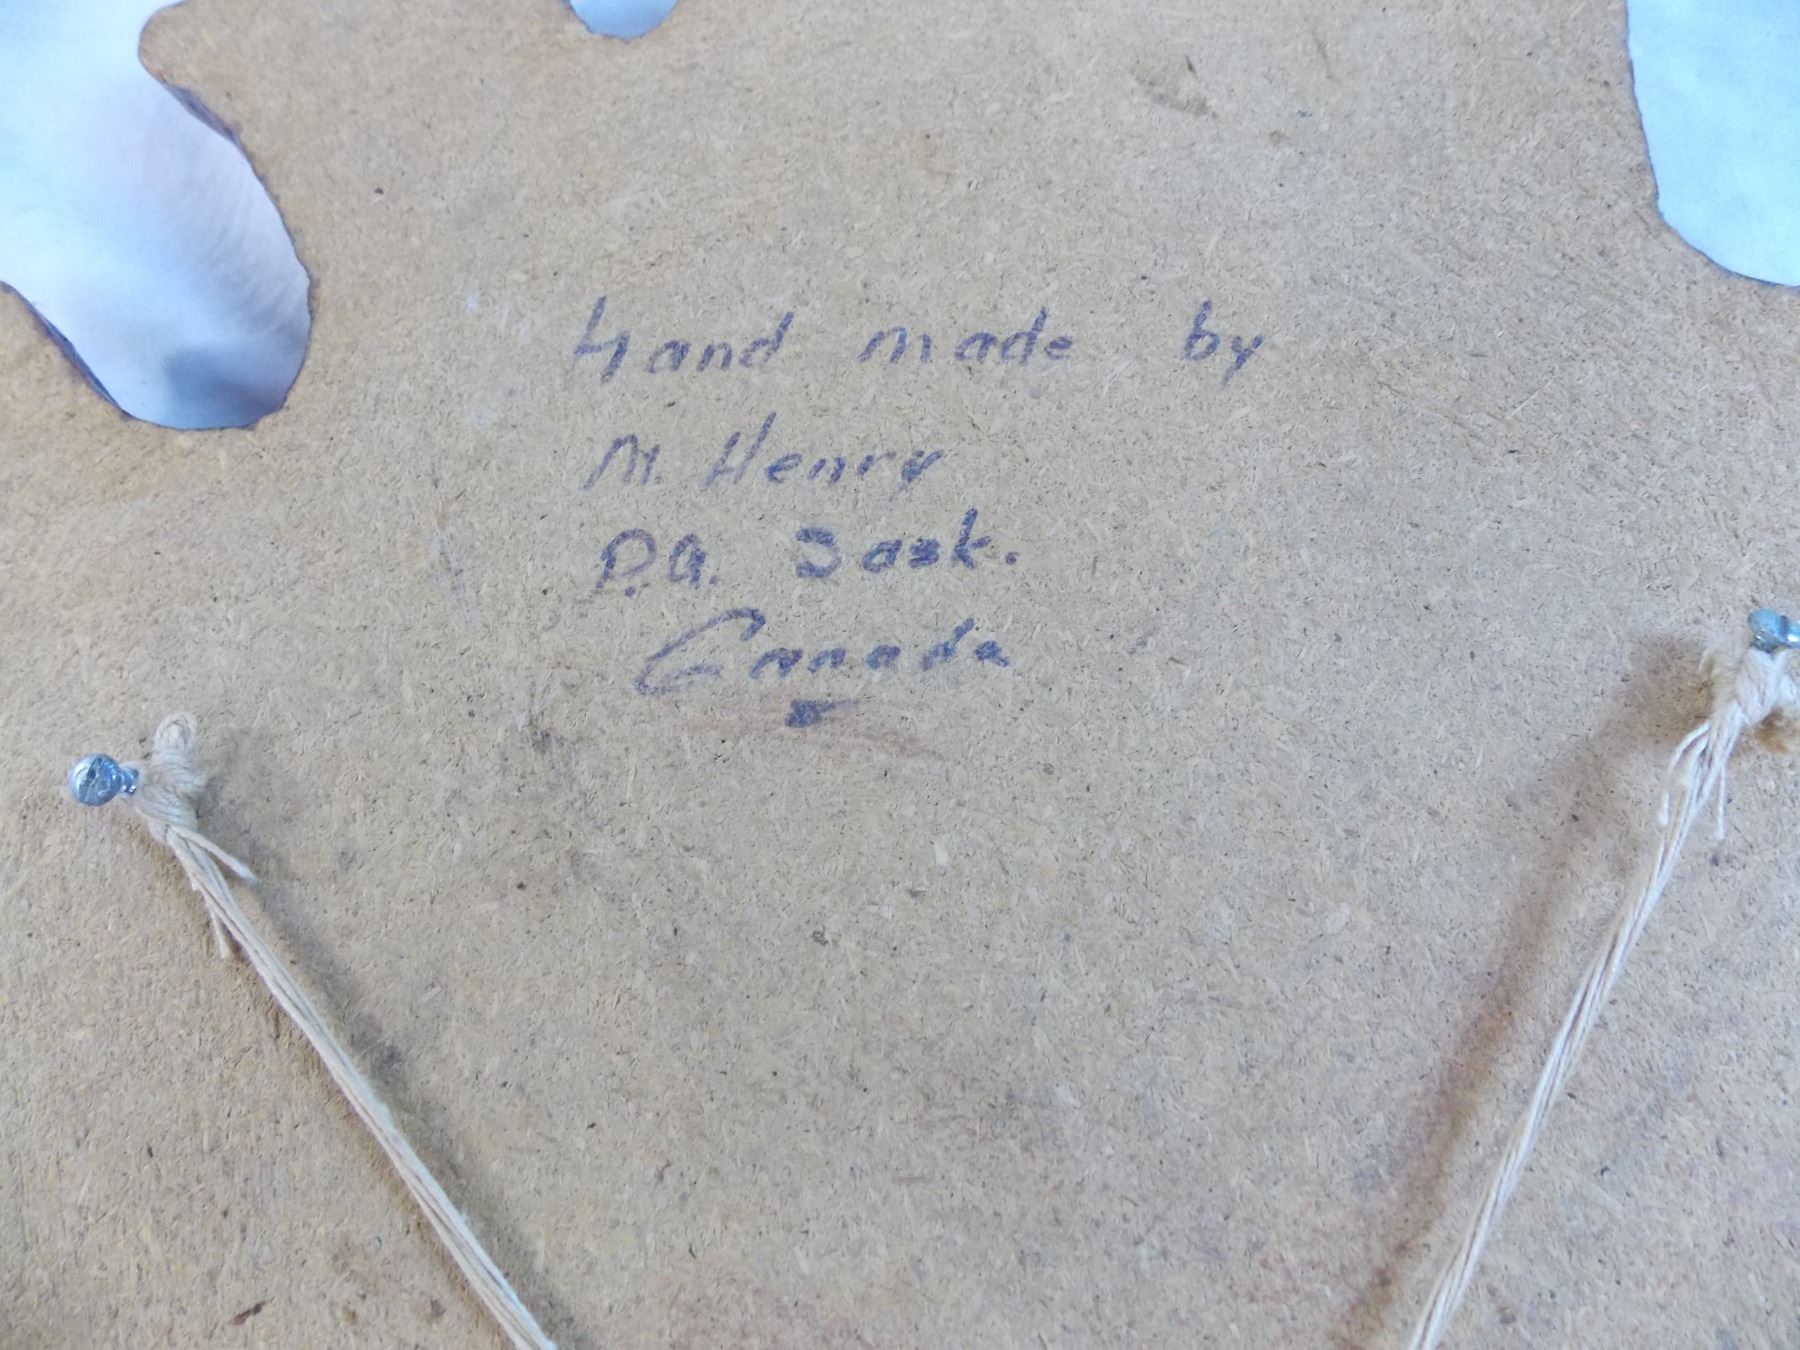 Hand made by
M. Henry
P.A. Sask.
Canada